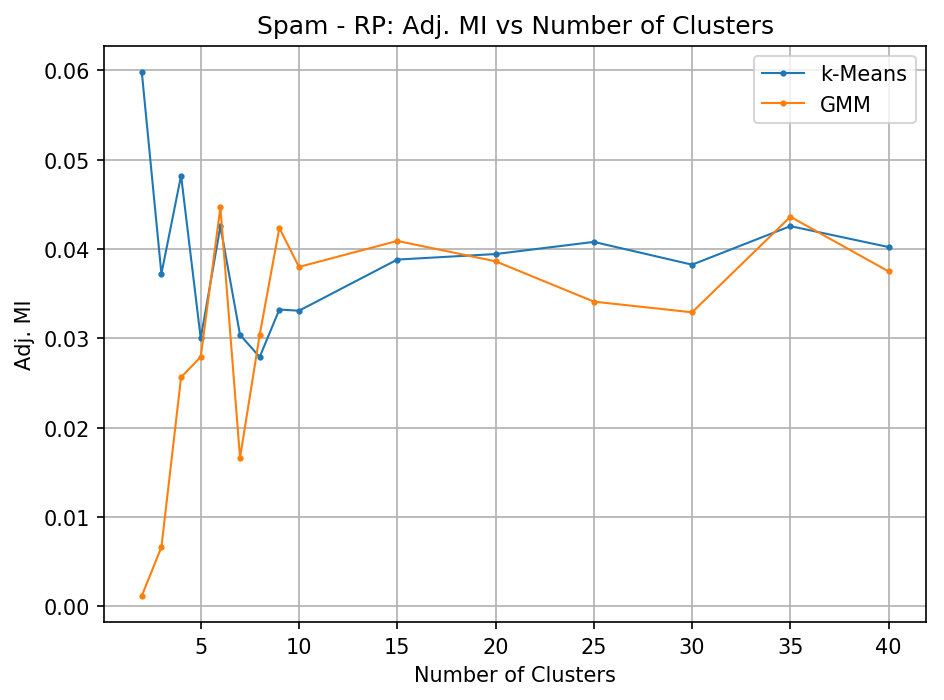 Spam - RP: Adj. MI vs Number of Clusters
k-Means
GMM
Adj. MI
0.06
0.05
0.04
0.03
0.02
0.01
0.00
5 10 15 20 25 30 35 40
Number of Clusters